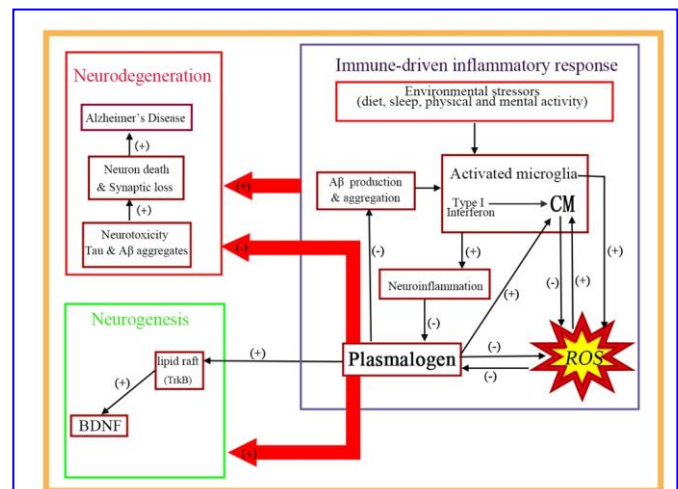 Neurodegeneration
Alzheimer's Disease
(+)
Neuron death
& Synaptic loss
(+)
Neurotoxicity
Tau & Aβ aggregates
(+)
(-)
Immune-driven inflammatory response
Environmental stressors
(diet, sleep, physical and mental activity)
Aβ production
& aggregation
Activated microglia
Type I
Interferon
CM
(-)
(+)
(+)
(-)
(+)
(+)
Neuroinflammation
(-)
Plasmalogen
(-)
(-)
ROS
Neurogenesis
lipid raft
(TrkB)
(+)
(+)
BDNF
(+)